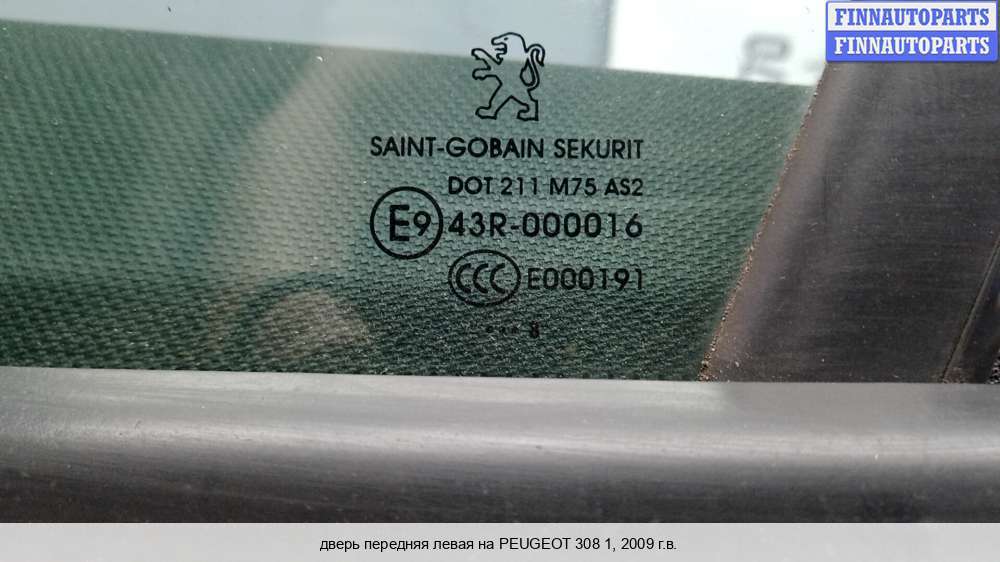 FINNAUTOPARTS
FINNAUTOPARTS
SAINT-GOBAIN SEKURIT
DOT 211 M75 AS2
E9 43R-000016
CCC E000191
... 8
дверь передняя левая на PEUGEOT 308 1, 2009 г.в.